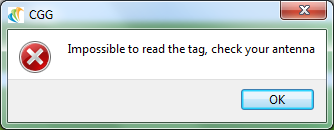 CGG
Impossible to read the tag, check your antenna
OK